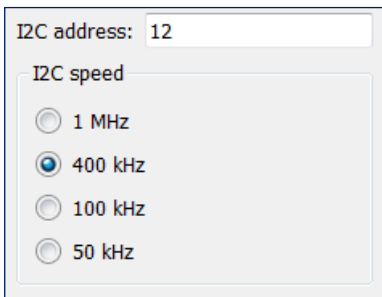 I2C address: 12
I2C speed
1 MHz
400 kHz
100 kHz
50 kHz